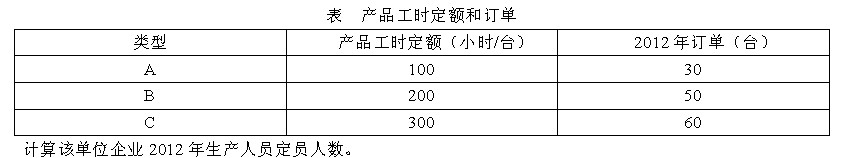 表 产品工时定额和订单
类型 产品工时定额（小时/台） 2012年订单（台）
A 100 30
B 200 50
C 300 60
计算该单位企业2012年生产人员定员人数。